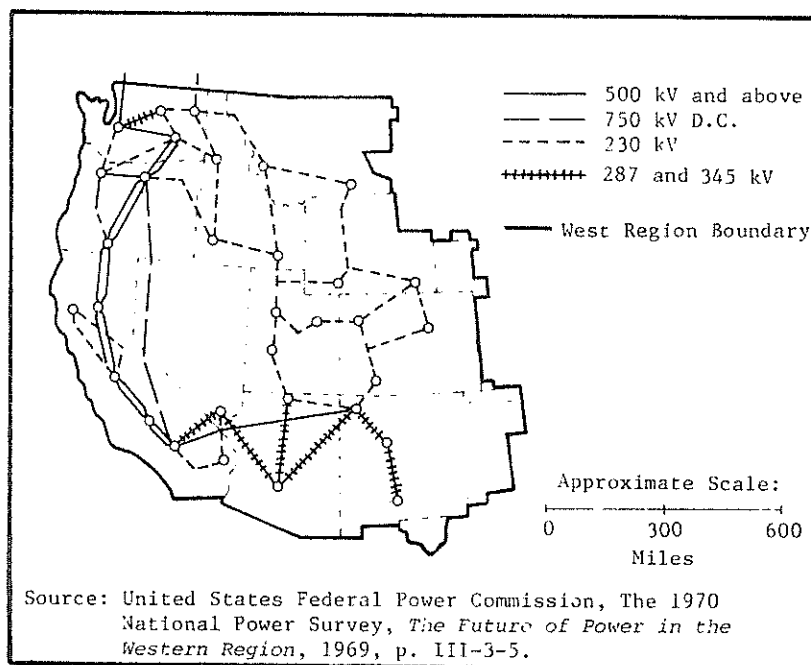 500 kV and above
750 kV D.C.
230 kV
287 and 345 kV
West Region Boundary
Approximate Scale:
0 300 600
Miles
Source: United States Federal Power Commission, The 1970
National Power Survey, The Future of Power in the
Western Region, 1969, p. III-3-5.